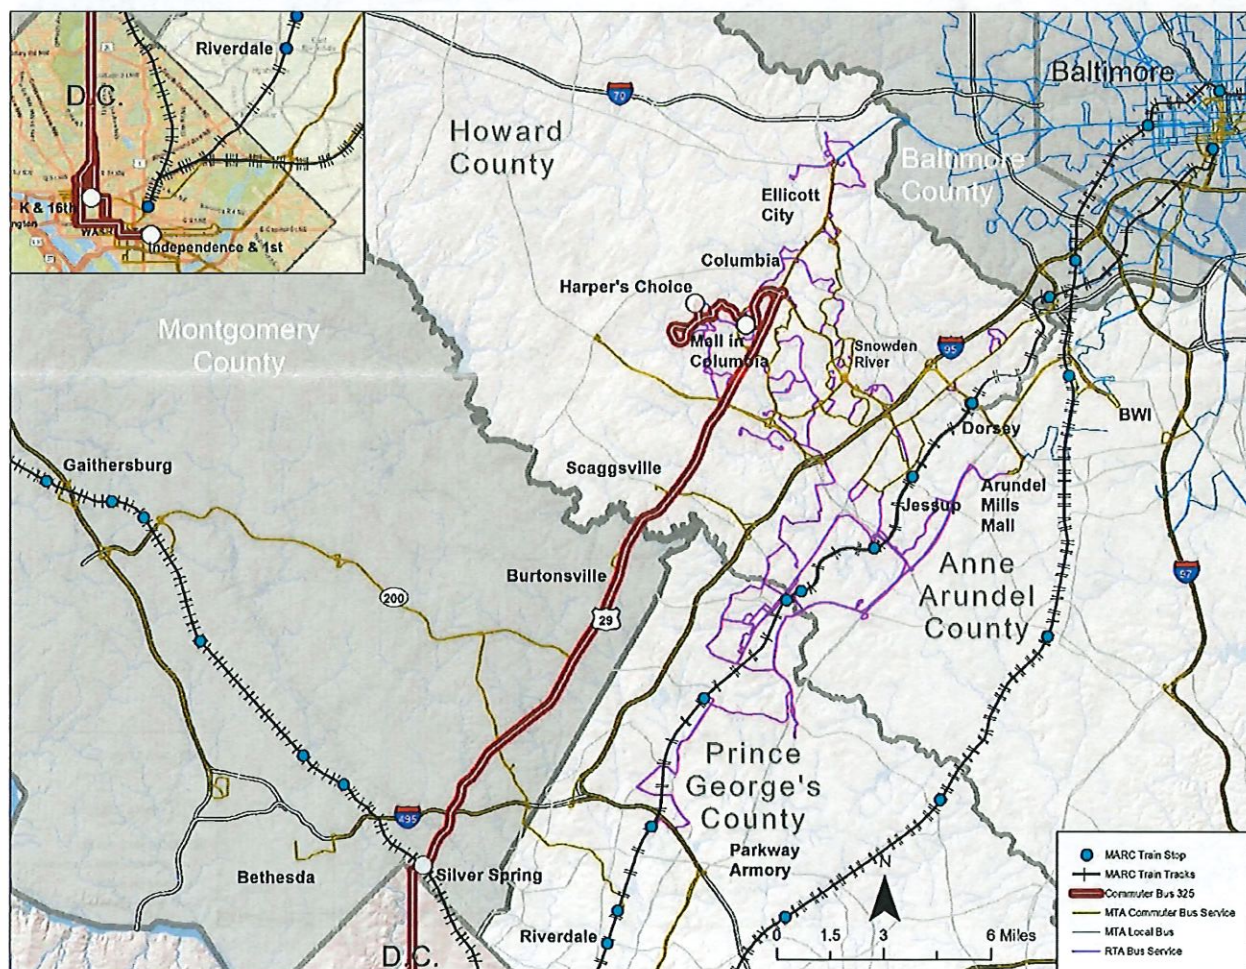 Riverdale
D.C.
K & 16th
Independence & 1st
70
Baltimore
Howard
County
Baltimore
County
Ellicott
City
Columbia
Harper's Choice
Mall in
Columbia
Snowden
River
95
Montgomery
County
BWI
Dorsey
Gaithersburg
Scaggsville
Jessup
Arundel
Mills
Mall
Burtonsville
Anne
Arundel
County
97
200
29
Prince
George's
County
495
Parkway
Armory
Bethesda
Silver Spring
Riverdale
D.C.
N
0 1.5 3 6 Miles
MARC Train Stop
MARC Train Tracks
Commuter Bus 325
MTA Commuter Bus Service
MTA Local Bus
RTA Bus Service